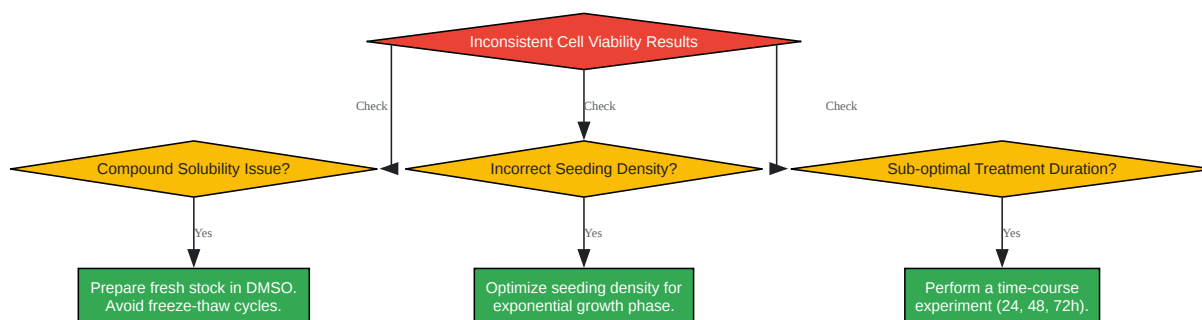 Inconsistent Cell Viability Results
Check
Check
Check
Compound Solubility Issue?
Incorrect Seeding Density?
Sub-optimal Treatment Duration?
Yes
Yes
Yes
Prepare fresh stock in DMSO.
Avoid freeze-thaw cycles.
Optimize seeding density for
exponential growth phase.
Perform a time-course
experiment (24, 48, 72h).